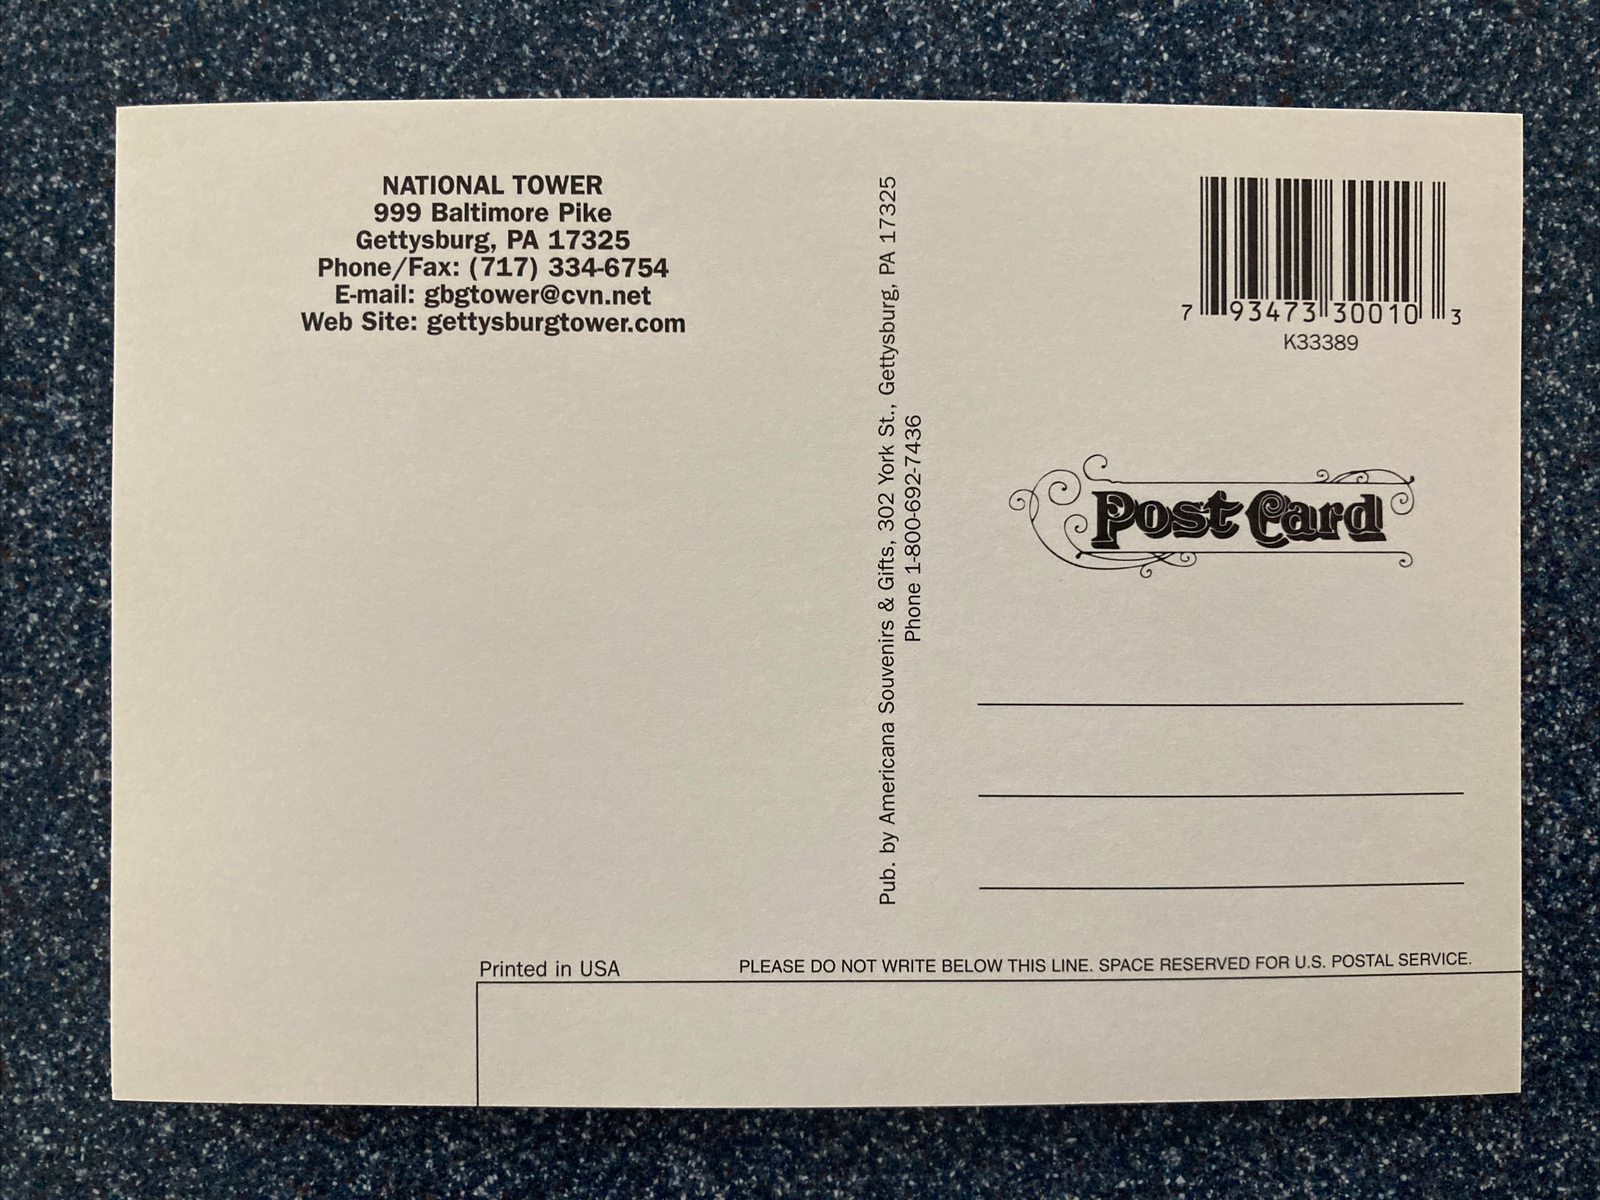 NATIONAL TOWER
999 Baltimore Pike
Gettysburg, PA 17325
Phone/Fax: (717) 334-6754
E-mail: gbgtower@cvn.net
Web Site: gettysburgtower.com
Pub. by Americana Souvenirs & Gifts, 302 York St., Gettysburg, PA 17325
Phone 1-800-692-7436
7 93473 30010 3
K33389
Post Card
Printed in USA
PLEASE DO NOT WRITE BELOW THIS LINE. SPACE RESERVED FOR U.S. POSTAL SERVICE.